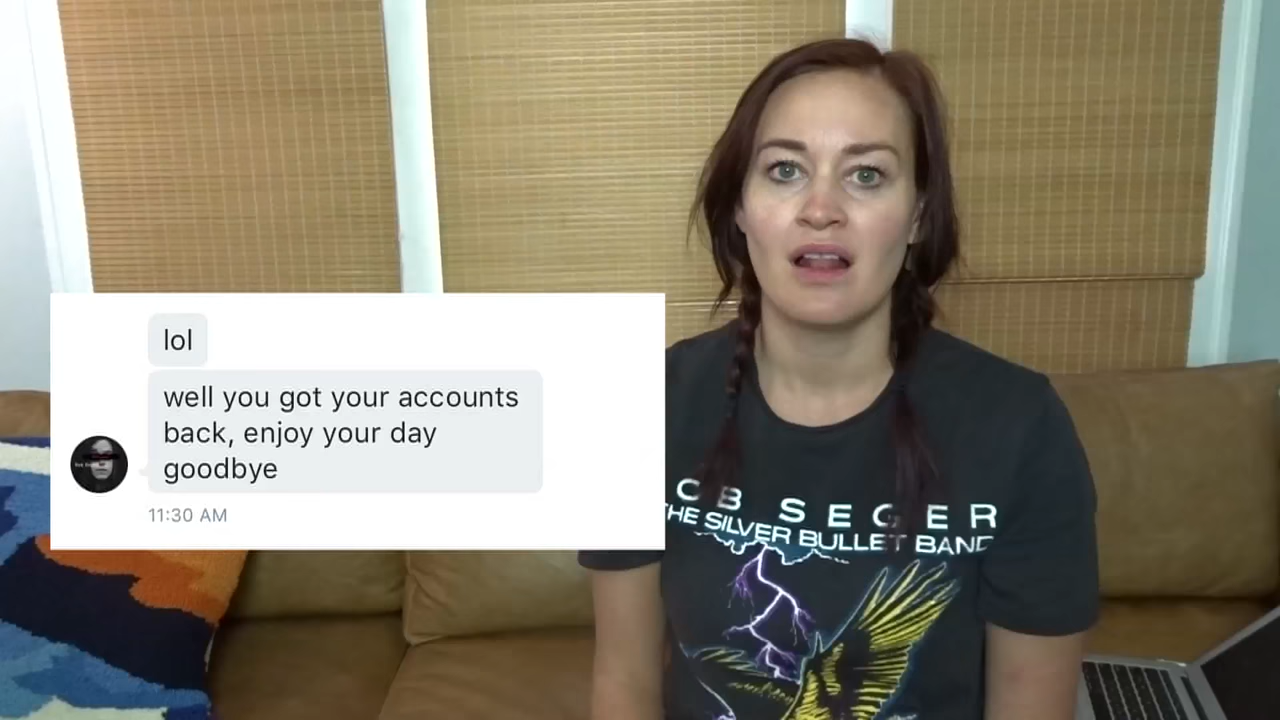 lol
well you got your accounts
back, enjoy your day
goodbye
11:30 AM
OB SEGER
THE SILVER BULLET BAND